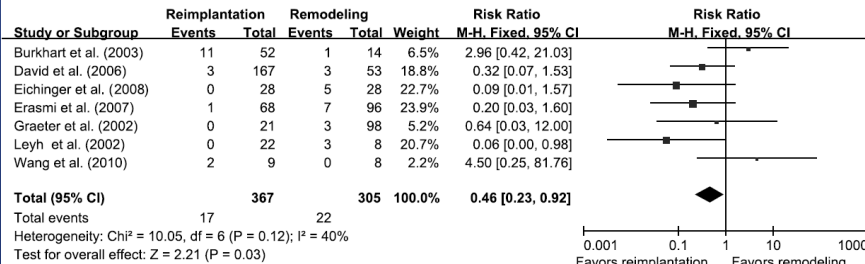 Reimplantation Remodeling Risk Ratio Risk Ratio
Study or Subgroup Events Total Events Total Weight M-H, Fixed, 95% CI M-H, Fixed, 95% CI
Burkhart et al. (2003) 11 52 1 14 6.5% 2.96 [0.42, 21.03]
David et al. (2006) 3 167 3 53 18.8% 0.32 [0.07, 1.53]
Eichinger et al. (2008) 0 28 5 28 22.7% 0.09 [0.01, 1.57]
Erasmi et al. (2007) 1 68 7 96 23.9% 0.20 [0.03, 1.60]
Graeter et al. (2002) 0 21 3 98 5.2% 0.64 [0.03, 12.00]
Leyh et al. (2002) 0 22 3 8 20.7% 0.06 [0.00, 0.98]
Wang et al. (2010) 2 9 0 8 2.2% 4.50 [0.25, 81.76]
Total (95% CI) 367 305 100.0% 0.46 [0.23, 0.92]
Total events 17 22
Heterogeneity: Chi² = 10.05, df = 6 (P = 0.12); I² = 40%
Test for overall effect: Z = 2.21 (P = 0.03)
0.001 0.1 1 10 1000
Favors reimplantation Favors remodeling